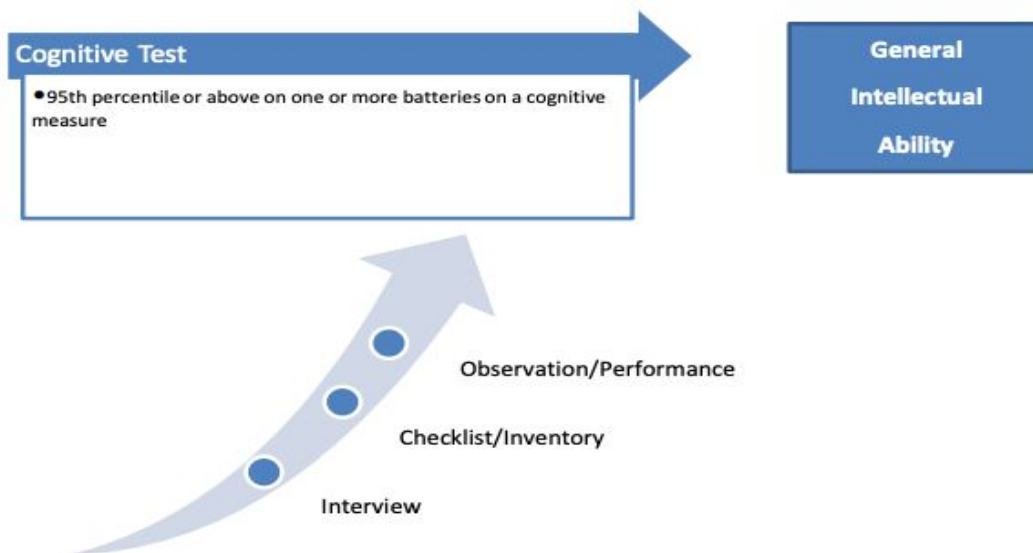 Cognitive Test
•95th percentile or above on one or more batteries on a cognitive
measure
General
Intellectual
Ability
Observation/Performance
Checklist/Inventory
Interview